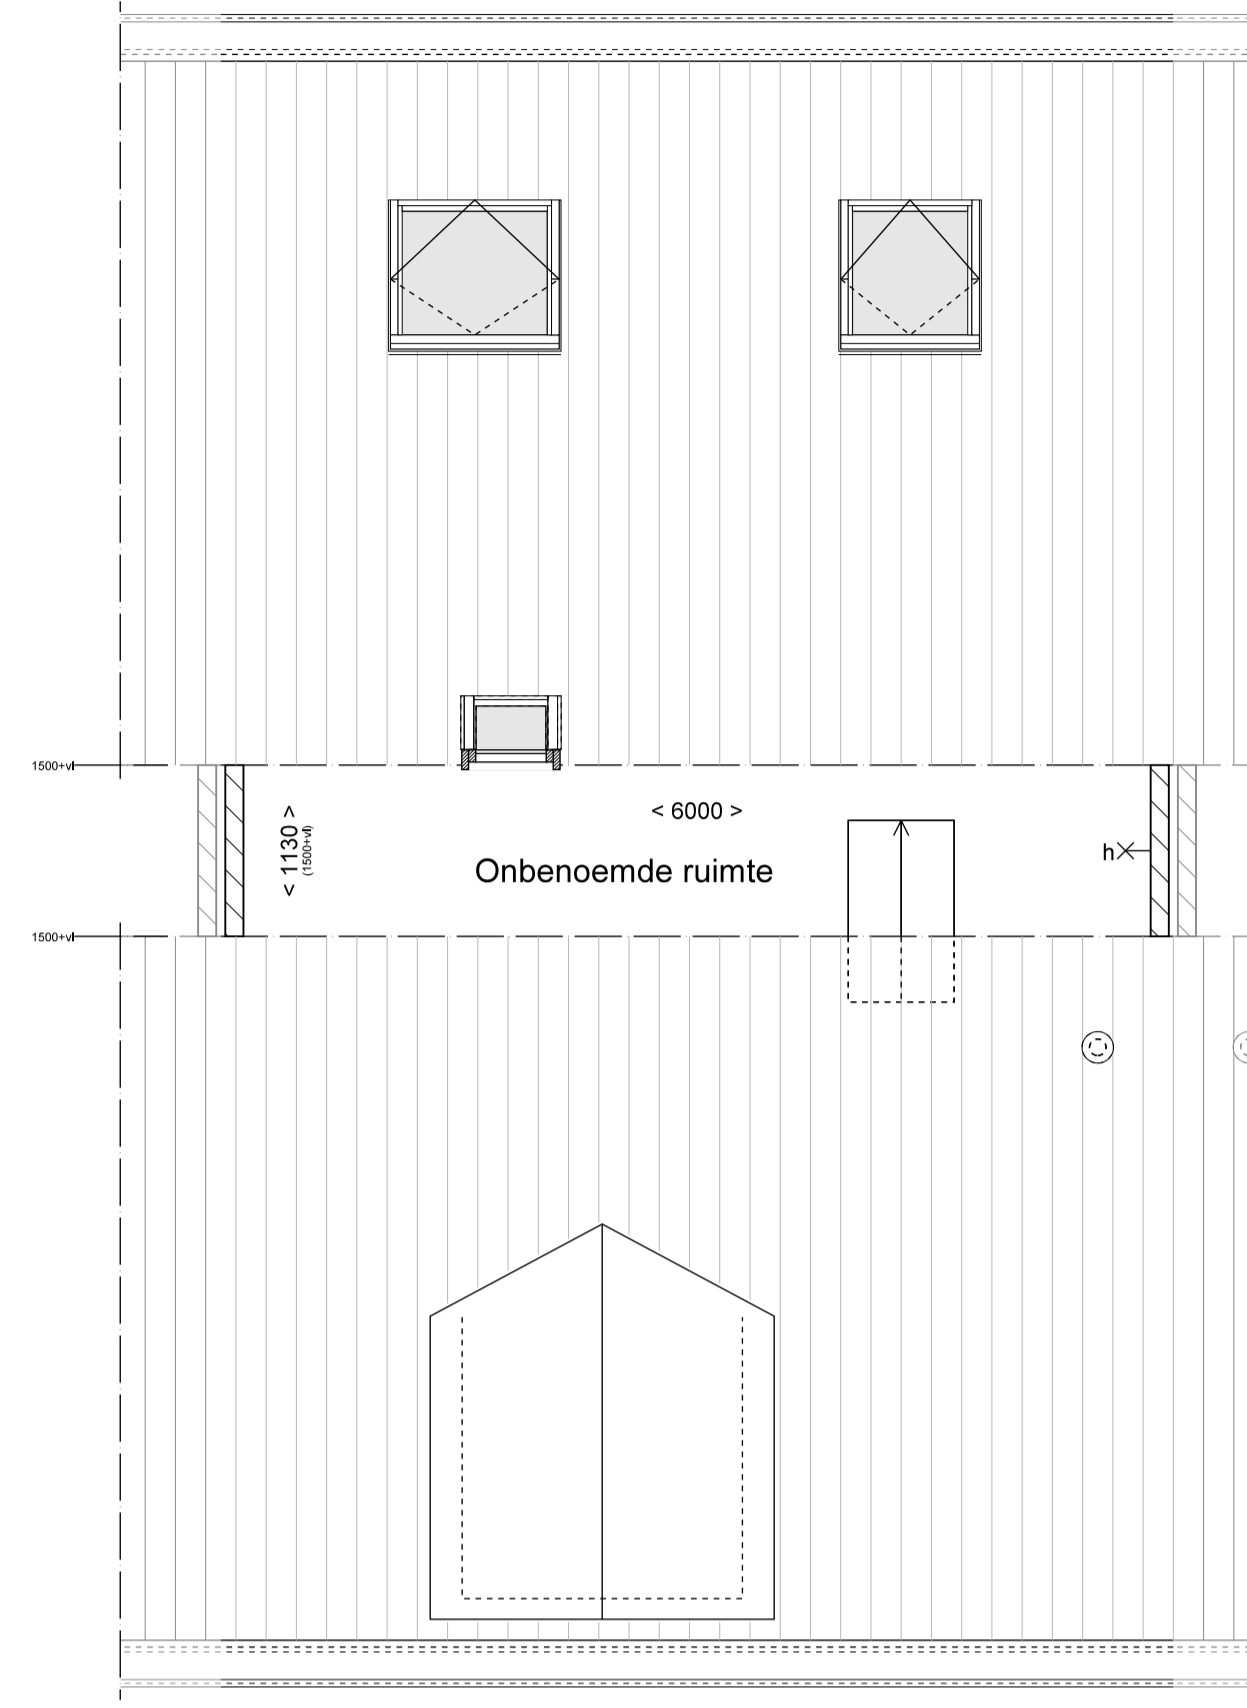 1500+vl
< 6000 >
< 1130 >
(1500+vl)
Onbenoemde ruimte
h
1500+vl